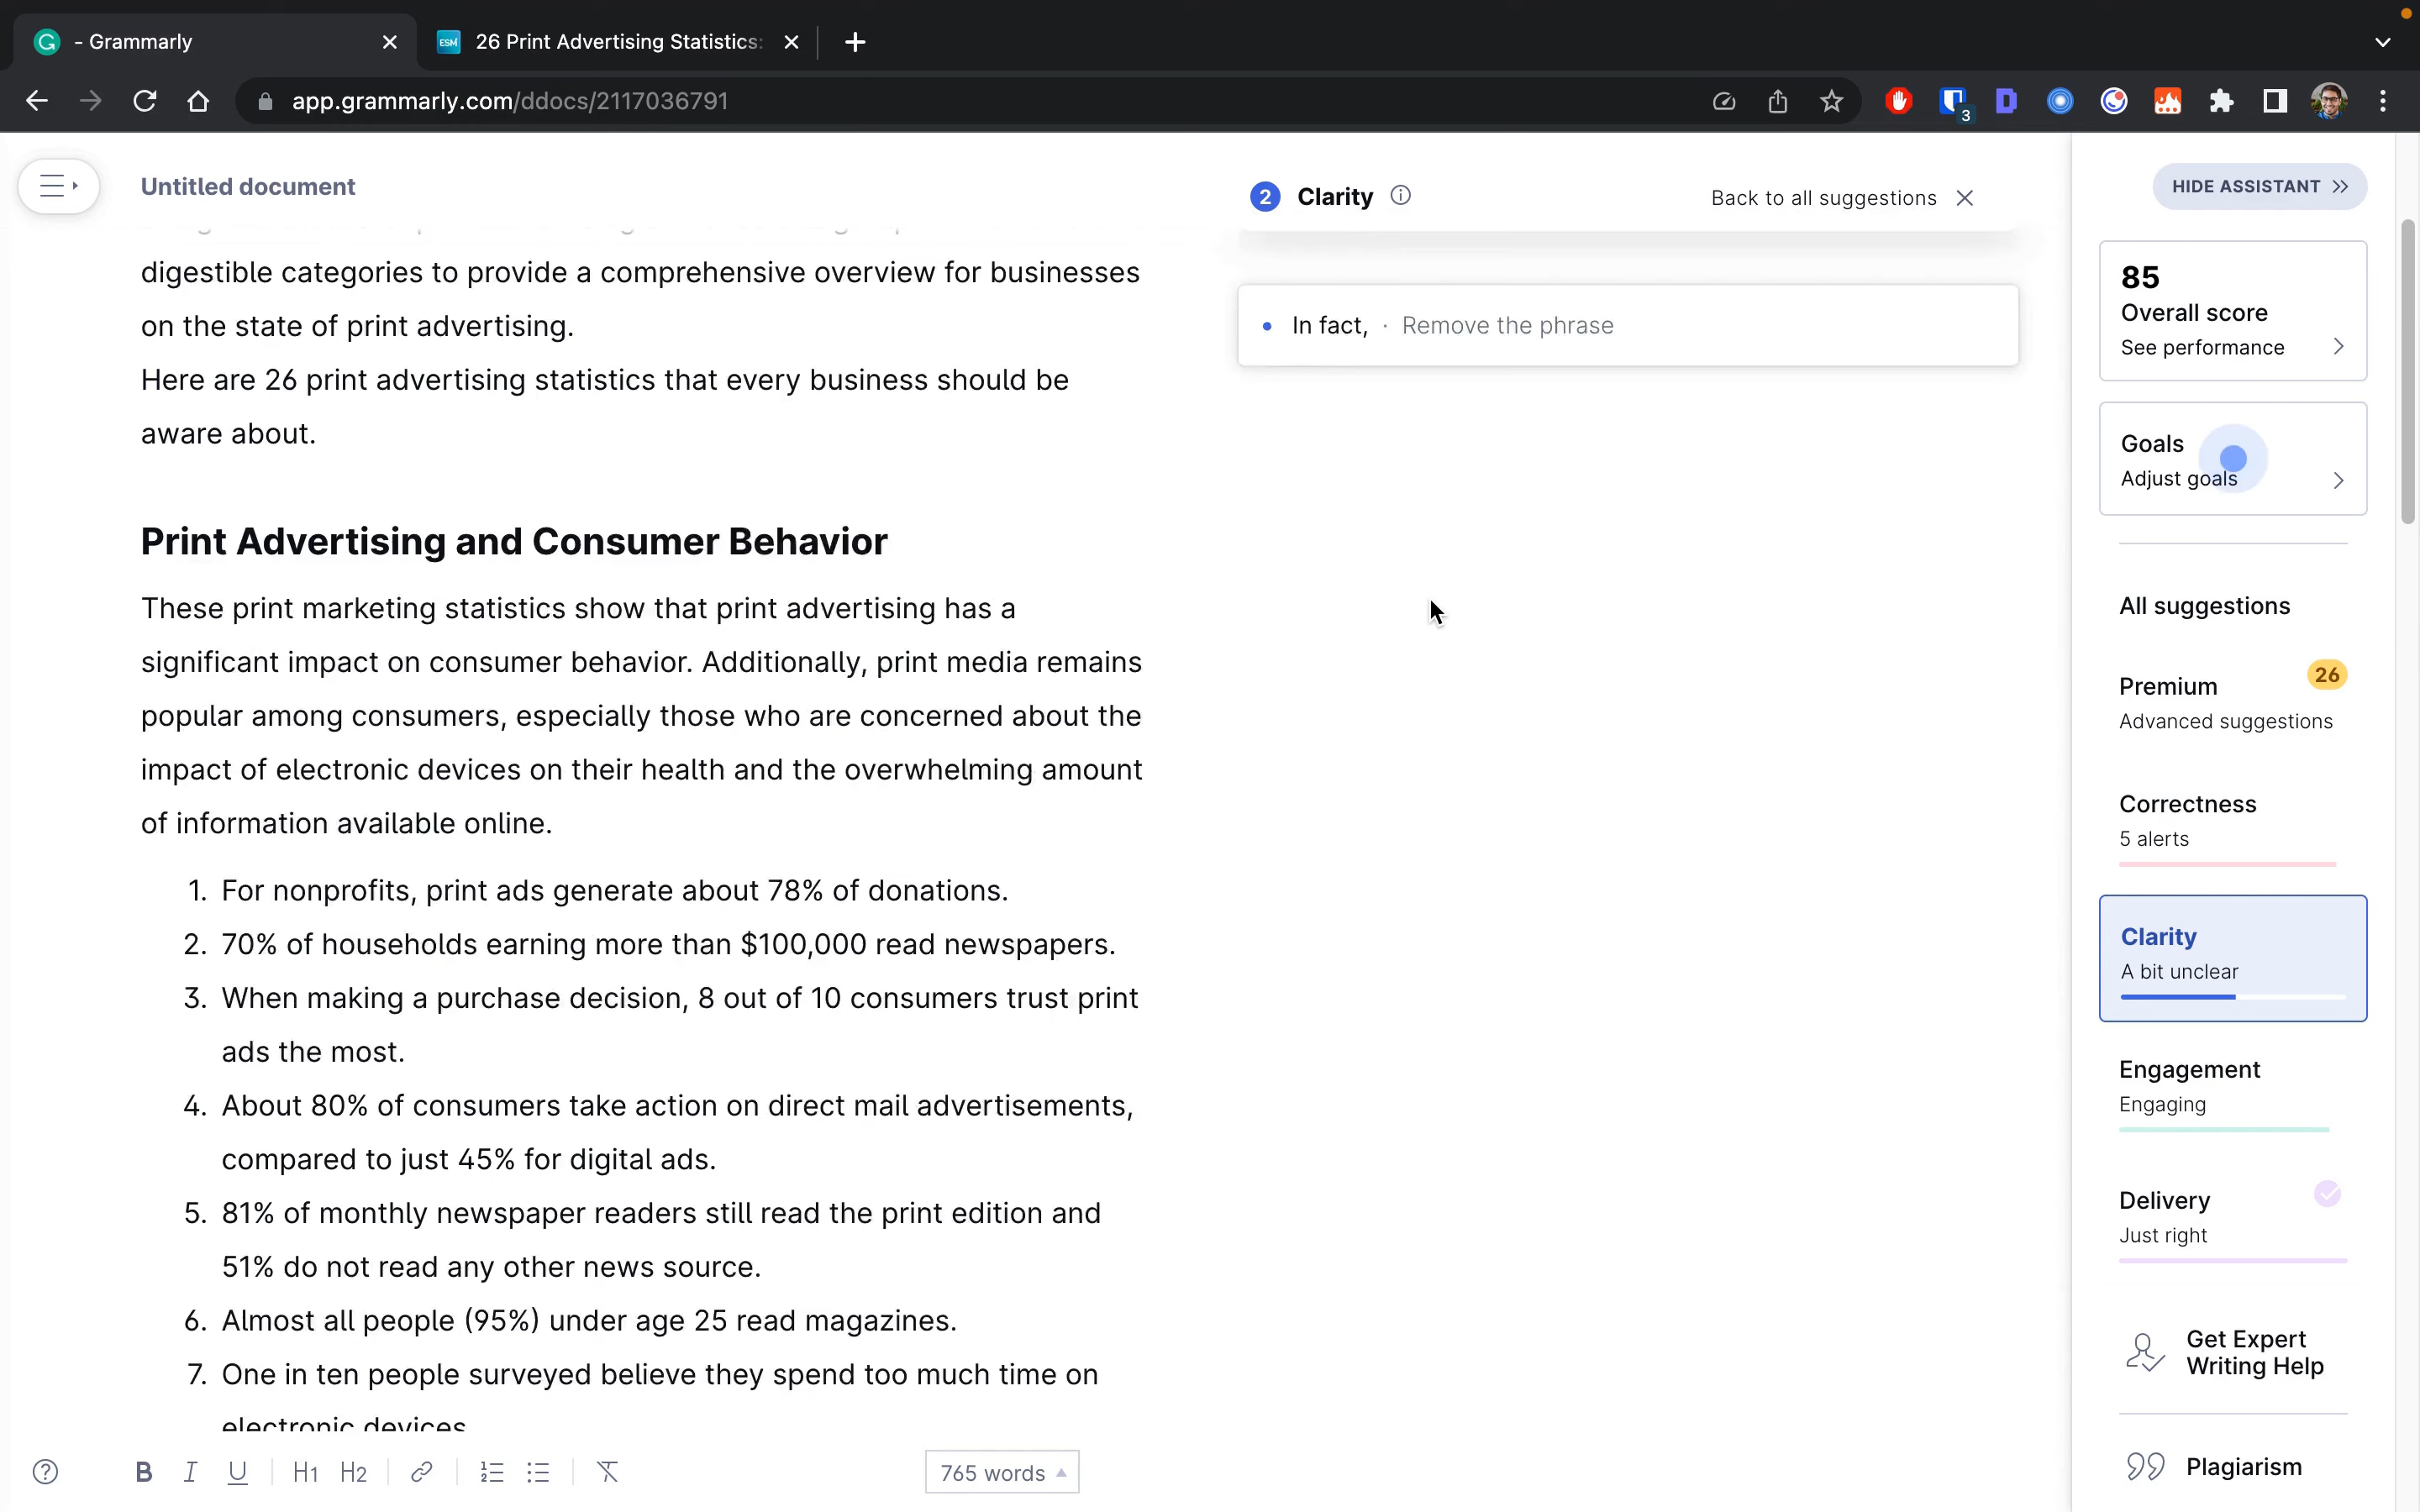 - Grammarly
ESM 26 Print Advertising Statistics:
app.grammarly.com/ddocs/2117036791
3
Untitled document
2 Clarity
Back to all suggestions
HIDE ASSISTANT
digestible categories to provide a comprehensive overview for businesses
on the state of print advertising.
Here are 26 print advertising statistics that every business should be
aware about.
Print Advertising and Consumer Behavior
These print marketing statistics show that print advertising has a
significant impact on consumer behavior. Additionally, print media remains
popular among consumers, especially those who are concerned about the
impact of electronic devices on their health and the overwhelming amount
of information available online.
1. For nonprofits, print ads generate about 78% of donations.
2. 70% of households earning more than $100,000 read newspapers.
3. When making a purchase decision, 8 out of 10 consumers trust print
ads the most.
4. About 80% of consumers take action on direct mail advertisements,
compared to just 45% for digital ads.
5. 81% of monthly newspaper readers still read the print edition and
51% do not read any other news source.
6. Almost all people (95%) under age 25 read magazines.
7. One in ten people surveyed believe they spend too much time on
electronic devices
In fact, · Remove the phrase
85
Overall score
See performance
Goals
Adjust goals
All suggestions
Premium 26
Advanced suggestions
Correctness
5 alerts
Clarity
A bit unclear
Engagement
Engaging
Delivery
Just right
Get Expert
Writing Help
Plagiarism
B I U H1 H2
765 words